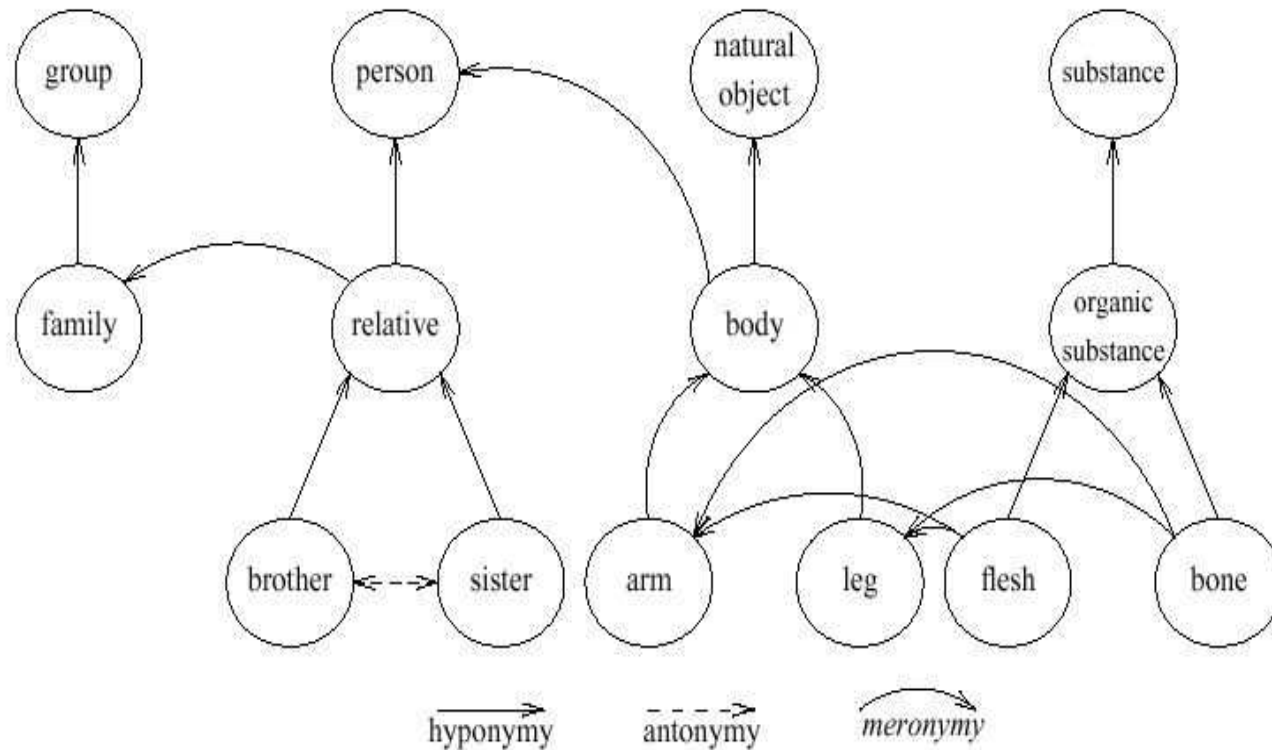 group
person
natural
object
substance
family
relative
body
organic
substance
brother
sister
arm
leg
flesh
bone
hyponymy
antonymy
meronymy